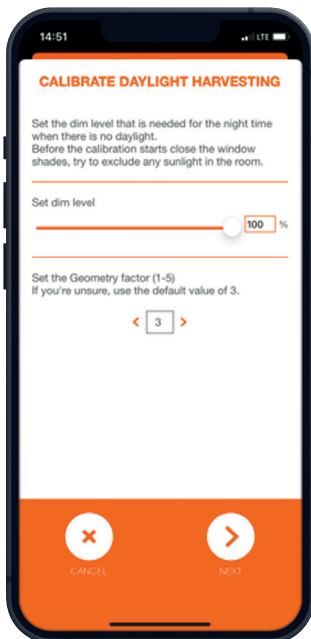 14:51 LTE
CALIBRATE DAYLIGHT HARVESTING
Set the dim level that is needed for the night time
when there is no daylight.
Before the calibration starts close the window
shades, try to exclude any sunlight in the room.
Set dim level
100 %
Set the Geometry factor (1-5)
If you're unsure, use the default value of 3.
< 3 >
CANCEL NEXT